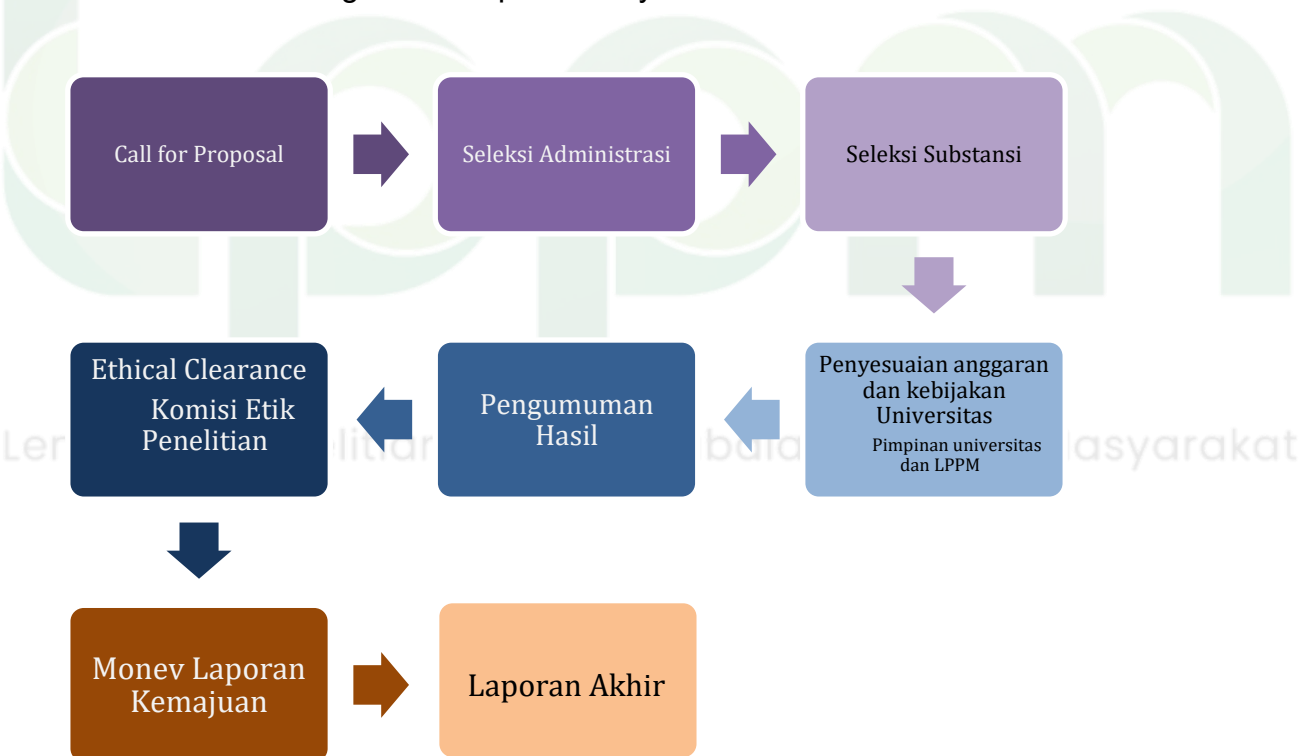 Call for Proposal
Seleksi Administrasi
Seleksi Substansi
Penyesuaian anggaran
dan kebijakan
Universitas
Pimpinan universitas
dan LPPM
Pengumuman
Hasil
Ethical Clearance
Komisi Etik
Penelitian
Monev Laporan
Kemajuan
Laporan Akhir